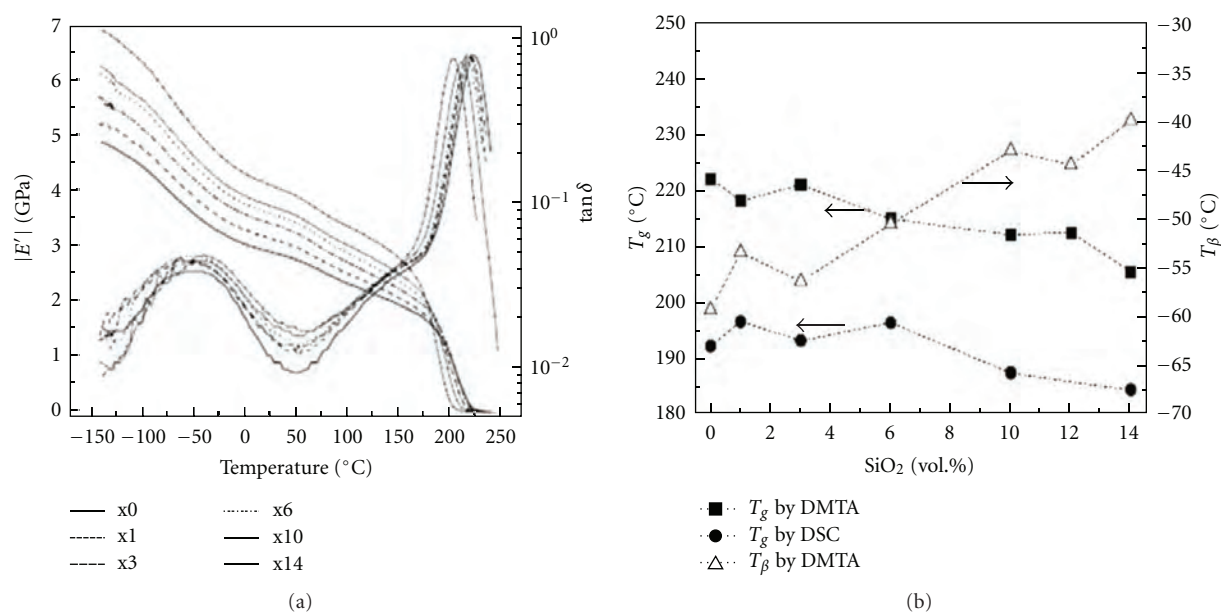 7
6
5
4
3
2
1
0
|E′| (GPa)
10⁰
10⁻¹
10⁻²
tan δ
−150 −100 −50 0 50 100 150 200 250
Temperature (°C)
x0
x1
x3
x6
x10
x14
(a)
250
240
230
220
210
200
190
180
T_g (°C)
−30
−35
−40
−45
−50
−55
−60
−65
−70
T_β (°C)
0 2 4 6 8 10 12 14
SiO₂ (vol.%)
T_g by DMTA
T_g by DSC
T_β by DMTA
(b)